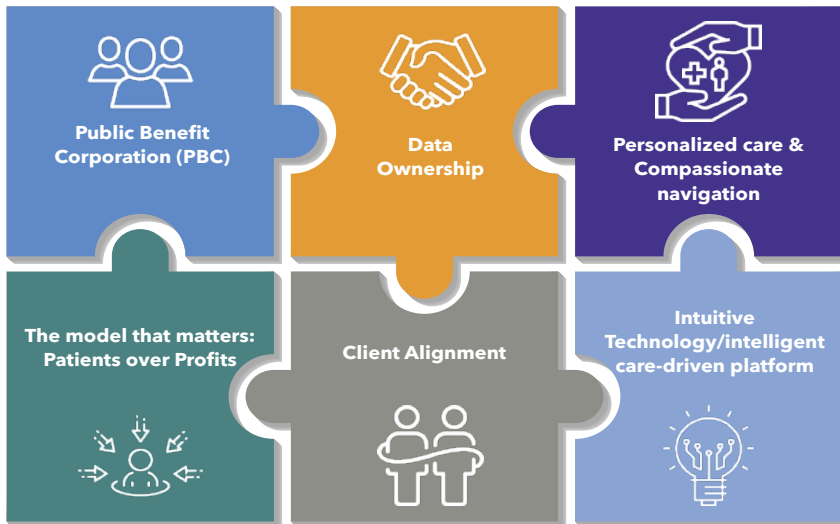 Public Benefit
Corporation (PBC)
Data
Ownership
Personalized care &
Compassionate
navigation
The model that matters:
Patients over Profits
Client Alignment
Intuitive
Technology/intelligent
care-driven platform